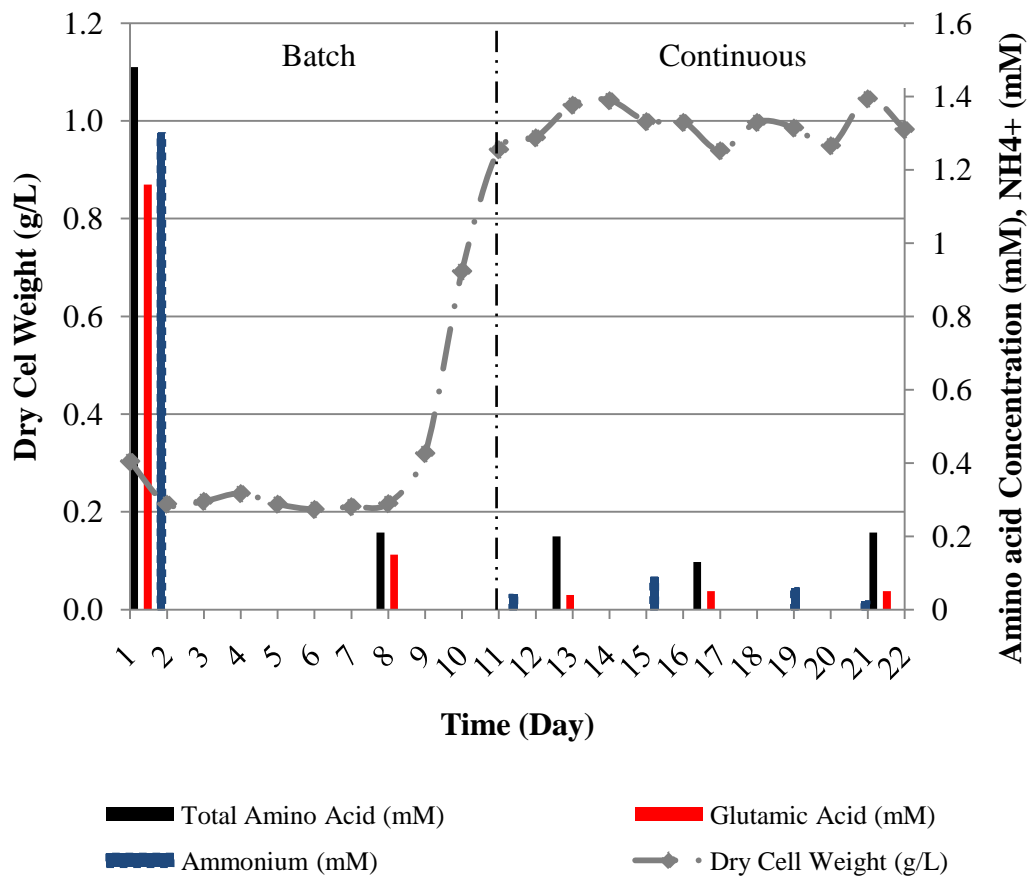 Batch
Continuous
Dry Cel Weight (g/L)
1.2
1.0
0.8
0.6
0.4
0.2
0.0
1.6
1.4
1.2
1
0.8
0.6
0.4
0.2
0
Amino acid Concentration (mM), NH4+ (mM)
1 2 3 4 5 6 7 8 9 10 11 12 13 14 15 16 17 18 19 20 21 22
Time (Day)
Total Amino Acid (mM)
Glutamic Acid (mM)
Ammonium (mM)
Dry Cell Weight (g/L)